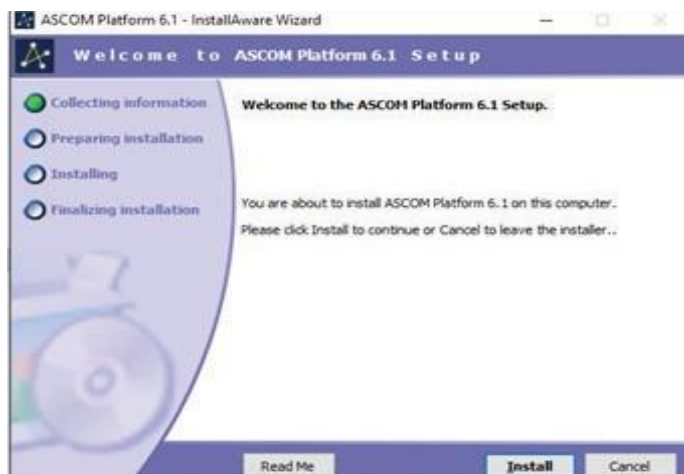 ASCOM Platform 6.1 - InstallAware Wizard
Welcome to ASCOM Platform 6.1 Setup
Collecting information
Preparing installation
Installing
Finalizing installation
Welcome to the ASCOM Platform 6.1 Setup.
You are about to install ASCOM Platform 6.1 on this computer.
Please click Install to continue or Cancel to leave the installer..
Read Me
Install
Cancel